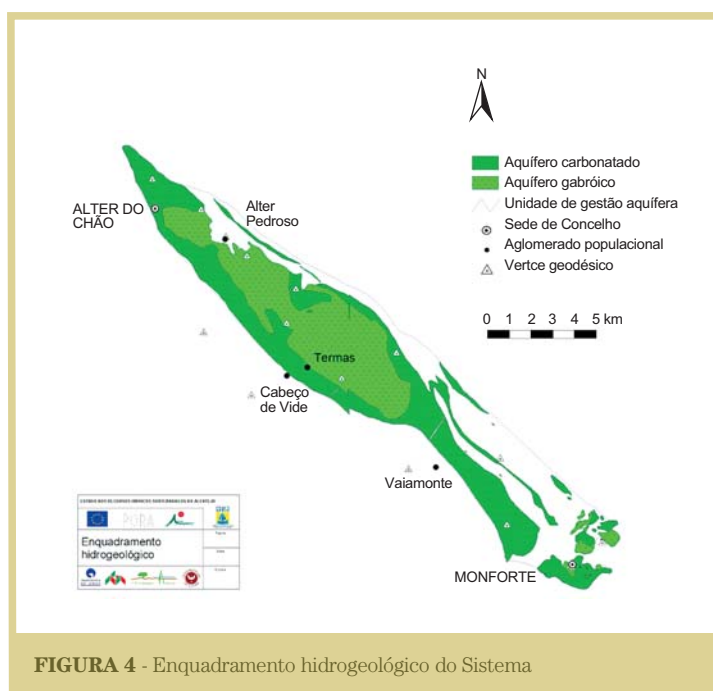 N
Aquífero carbonatado
Aquífero gabróico
Unidade de gestão aquífera
Sede de Concelho
Aglomerado populacional
Vertce geodésico
0 1 2 3 4 5 km
ALTER DO
CHÃO
Alter
Pedroso
Termas
Cabeço
de Vide
Vaiamonte
MONFORTE
Enquadramento
hidrogeológico
FIGURA 4 - Enquadramento hidrogeológico do Sistema